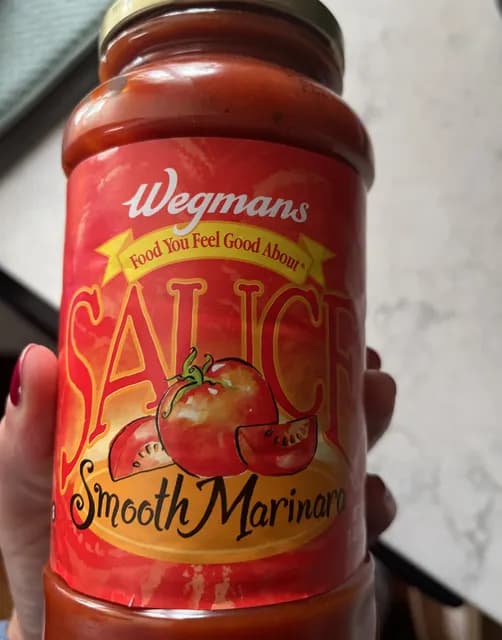 Wegmans
Food You Feel Good About
SAUCE
Smooth Marinara